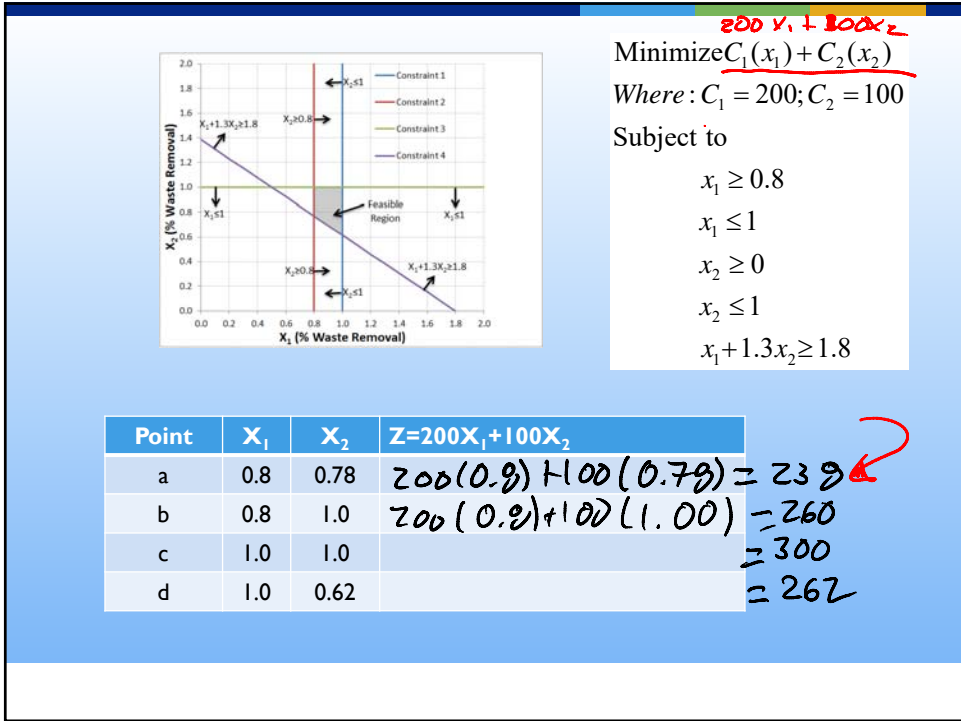 200 x₁ + 100x₂
Minimize C₁(x₁) + C₂(x₂)
Where : C₁ = 200; C₂ = 100
Subject to
x₁ ≥ 0.8
x₁ ≤ 1
x₂ ≥ 0
x₂ ≤ 1
x₁+1.3x₂ ≥ 1.8
X₂ (% Waste Removal)
2.0
1.8
1.6
1.4
1.2
1.0
0.8
0.6
0.4
0.2
0.0
0.0 0.2 0.4 0.6 0.8 1.0 1.2 1.4 1.6 1.8 2.0
X₁ (% Waste Removal)
Constraint 1
Constraint 2
Constraint 3
Constraint 4
X₂≤1
X₂≥0.8
X₁+1.3X₂≥1.8
X₁≤1
Feasible
Region
X₁≤1
X₂≥0.8
X₁+1.3X₂≥1.8
X₂≤1
Point X₁ X₂ Z=200X₁+100X₂
a 0.8 0.78 200(0.8)+100(0.78) = 238
b 0.8 1.0 200(0.8)+100(1.00) = 260
c 1.0 1.0 = 300
d 1.0 0.62 = 262